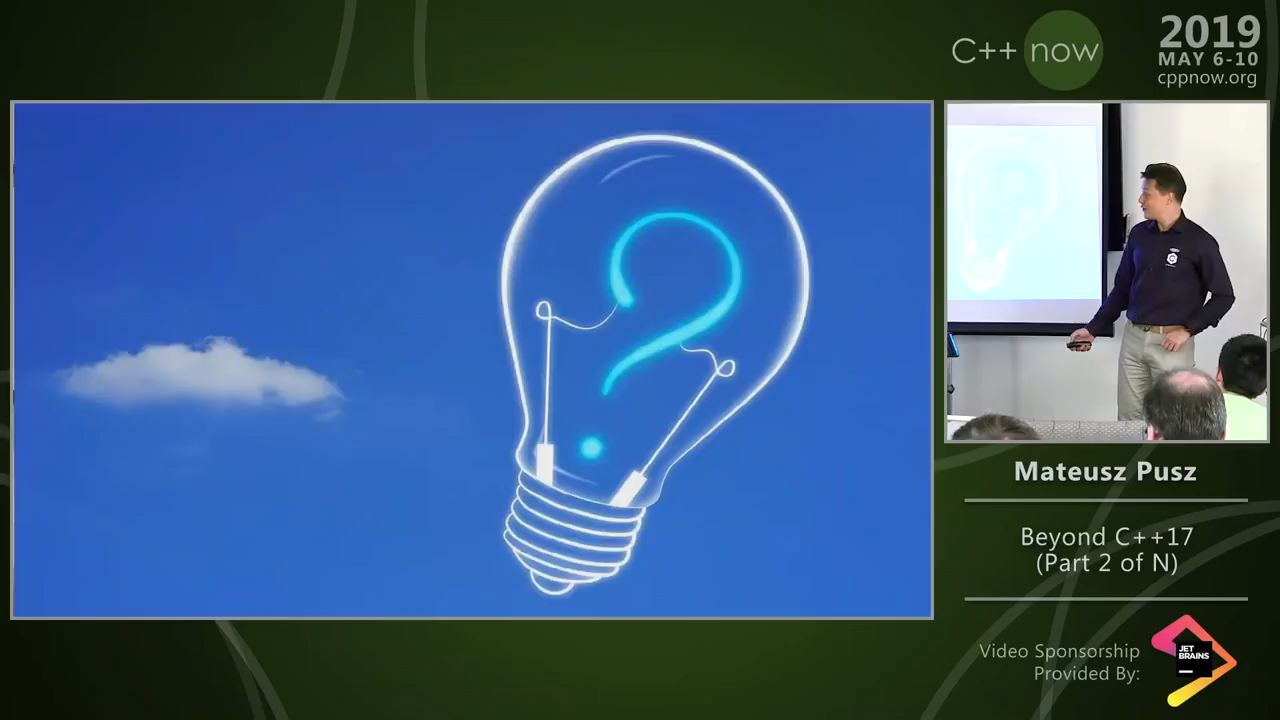 C++ now
2019
MAY 6-10
cppnow.org
Mateusz Pusz
Beyond C++17
(Part 2 of N)
Video Sponsorship
Provided By:
JET
BRAINS